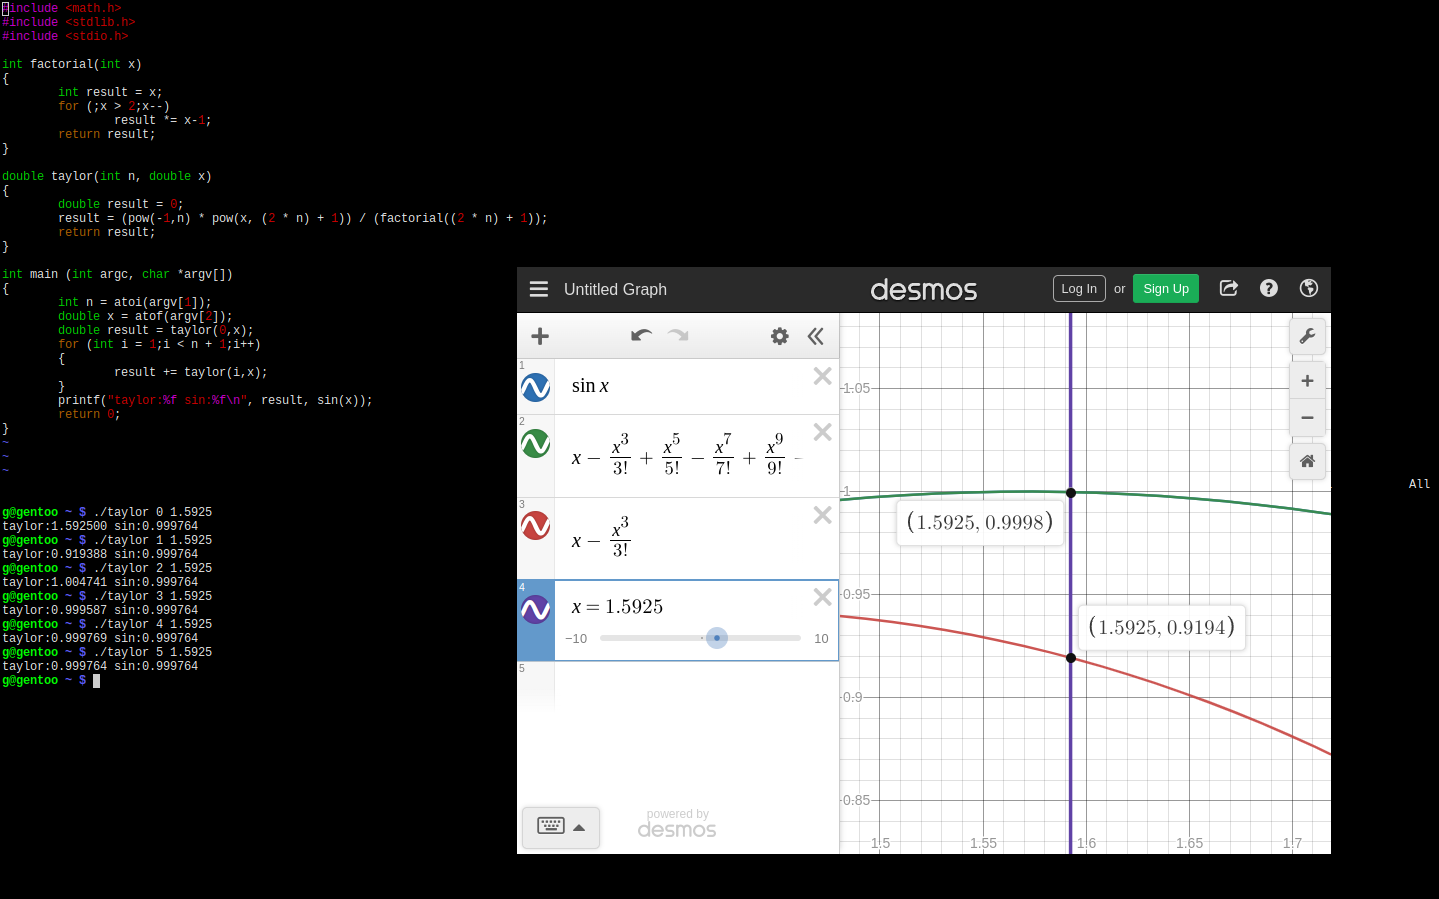 #include <math.h>
#include <stdlib.h>
#include <stdio.h>
int factorial(int x)
{
int result = x;
for (;x > 2;x--)
result *= x-1;
return result;
}
double taylor(int n, double x)
{
double result = 0;
result = (pow(-1,n) * pow(x, (2 * n) + 1)) / (factorial((2 * n) + 1));
return result;
}
int main (int argc, char *argv[])
{
int n = atoi(argv[1]);
double x = atof(argv[2]);
double result = taylor(0,x);
for (int i = 1;i < n + 1;i++)
{
result += taylor(i,x);
}
printf("taylor:%f sin:%f\n", result, sin(x));
return 0;
}
~
~
~
All
g@gentoo ~ $ ./taylor 0 1.5925
taylor:1.592500 sin:0.999764
g@gentoo ~ $ ./taylor 1 1.5925
taylor:0.919388 sin:0.999764
g@gentoo ~ $ ./taylor 2 1.5925
taylor:1.004741 sin:0.999764
g@gentoo ~ $ ./taylor 3 1.5925
taylor:0.999587 sin:0.999764
g@gentoo ~ $ ./taylor 4 1.5925
taylor:0.999769 sin:0.999764
g@gentoo ~ $ ./taylor 5 1.5925
taylor:0.999764 sin:0.999764
g@gentoo ~ $
Untitled Graph
desmos
Log In or Sign Up
1
sin x
2
x − x^3/3! + x^5/5! − x^7/7! + x^9/9! −
3
x − x^3/3!
4
x = 1.5925
−10 10
5
powered by
desmos
1.05
1
(1.5925, 0.9998)
0.95
(1.5925, 0.9194)
0.9
0.85
1.5 1.55 1.6 1.65 1.7